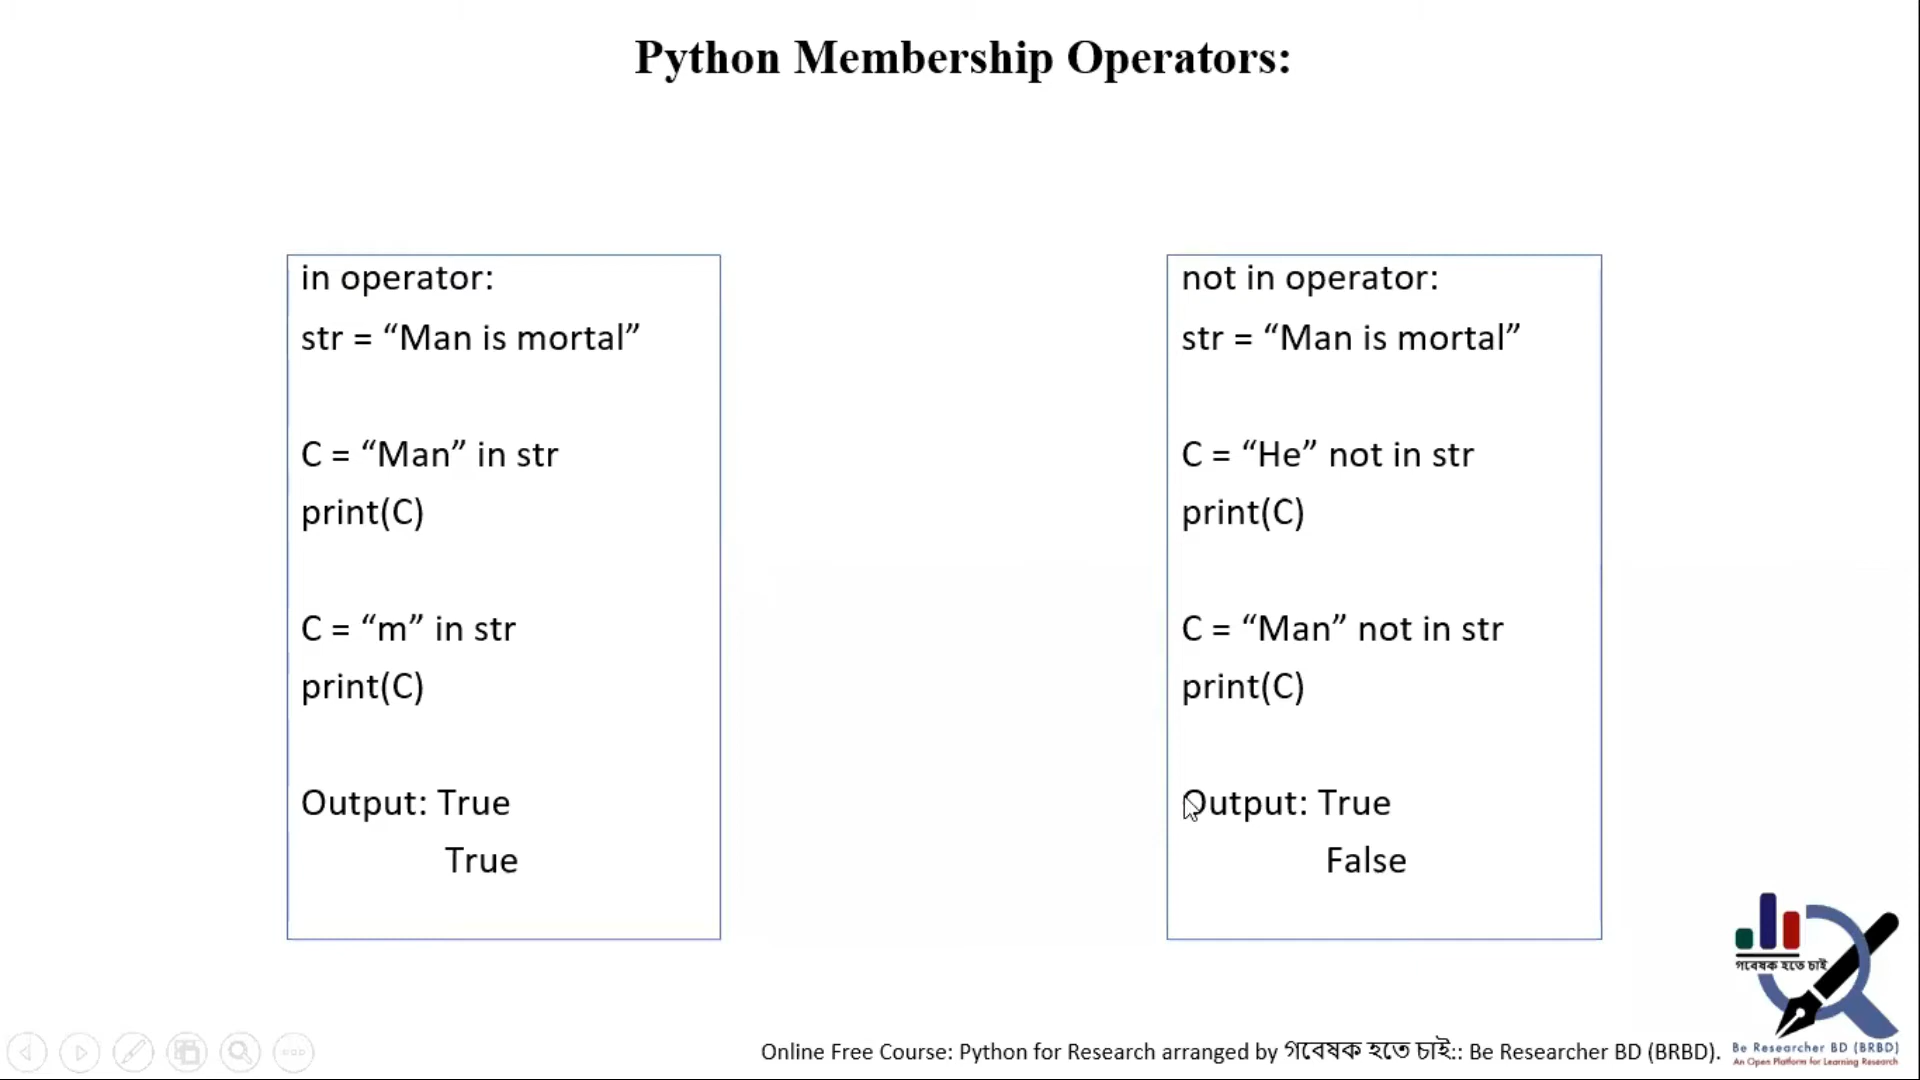 Python Membership Operators:
in operator:
str = “Man is mortal”
C = “Man” in str
print(C)
C = “m” in str
print(C)
Output: True
True
not in operator:
str = “Man is mortal”
C = “He” not in str
print(C)
C = “Man” not in str
print(C)
Output: True
False
গবেষক হতে চাই
Be Researcher BD (BRBD)
An Open Platform for Learning Research
Online Free Course: Python for Research arranged by গবেষক হতে চাই:: Be Researcher BD (BRBD).